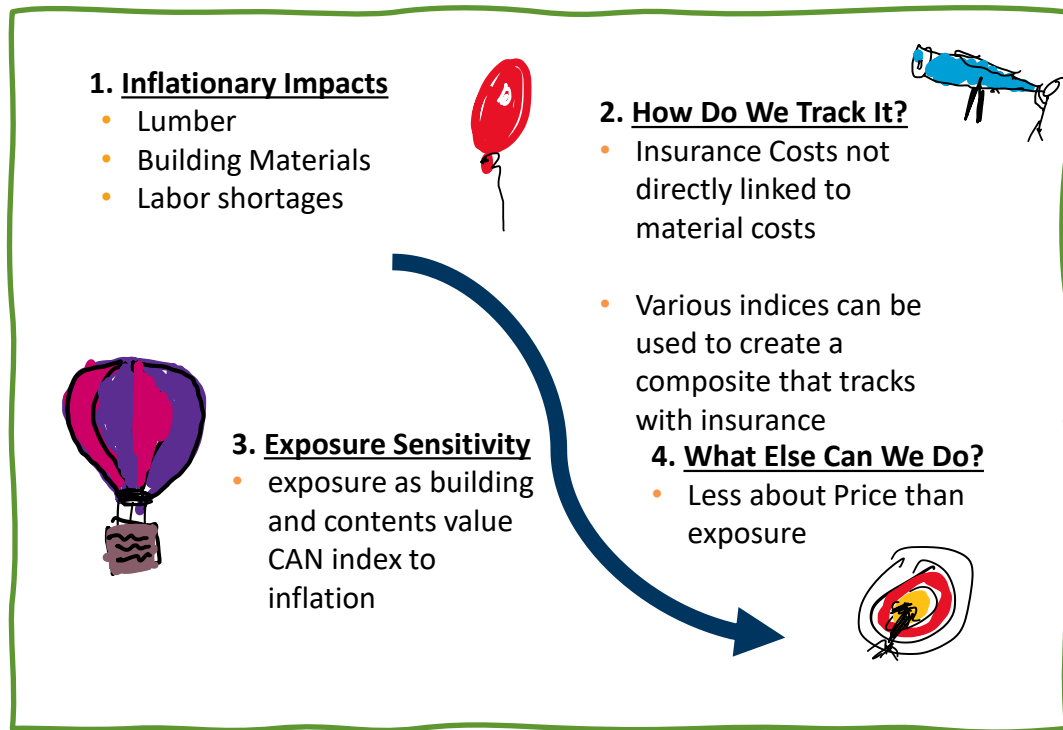 1. Inflationary Impacts
• Lumber
• Building Materials
• Labor shortages
2. How Do We Track It?
• Insurance Costs not
directly linked to
material costs
• Various indices can be
used to create a
composite that tracks
with insurance
3. Exposure Sensitivity
• exposure as building
and contents value
CAN index to
inflation
4. What Else Can We Do?
• Less about Price than
exposure